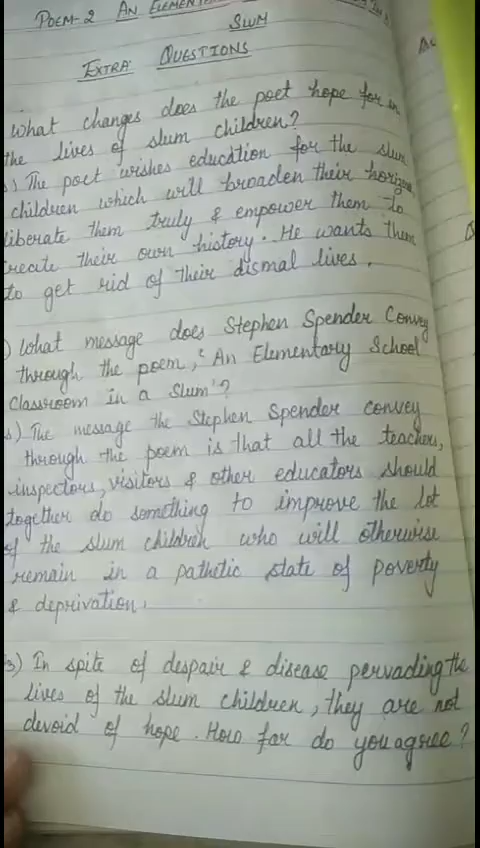 POEM-2 AN ELEMENT
SLUM
EXTRA QUESTIONS
What changes does the poet hope for in
the lives of slum children?
s) The poet wishes education for the slum
children which will broaden their horizon,
liberate them truly & empower them to
create their own history. He wants them
to get rid of their dismal lives.
) What message does Stephen Spender Convey
through the poem, 'An Elementary School
Classroom in a Slum'?
s) The message the Stephen Spender convey
through the poem is that all the teachers,
inspectors, visitors & other educators should
together do something to improve the lot
of the slum children who will otherwise
remain in a pathetic state of poverty
& deprivation.
3) In spite of despair & disease pervading the
lives of the slum children, they are not
devoid of hope. How far do you agree?